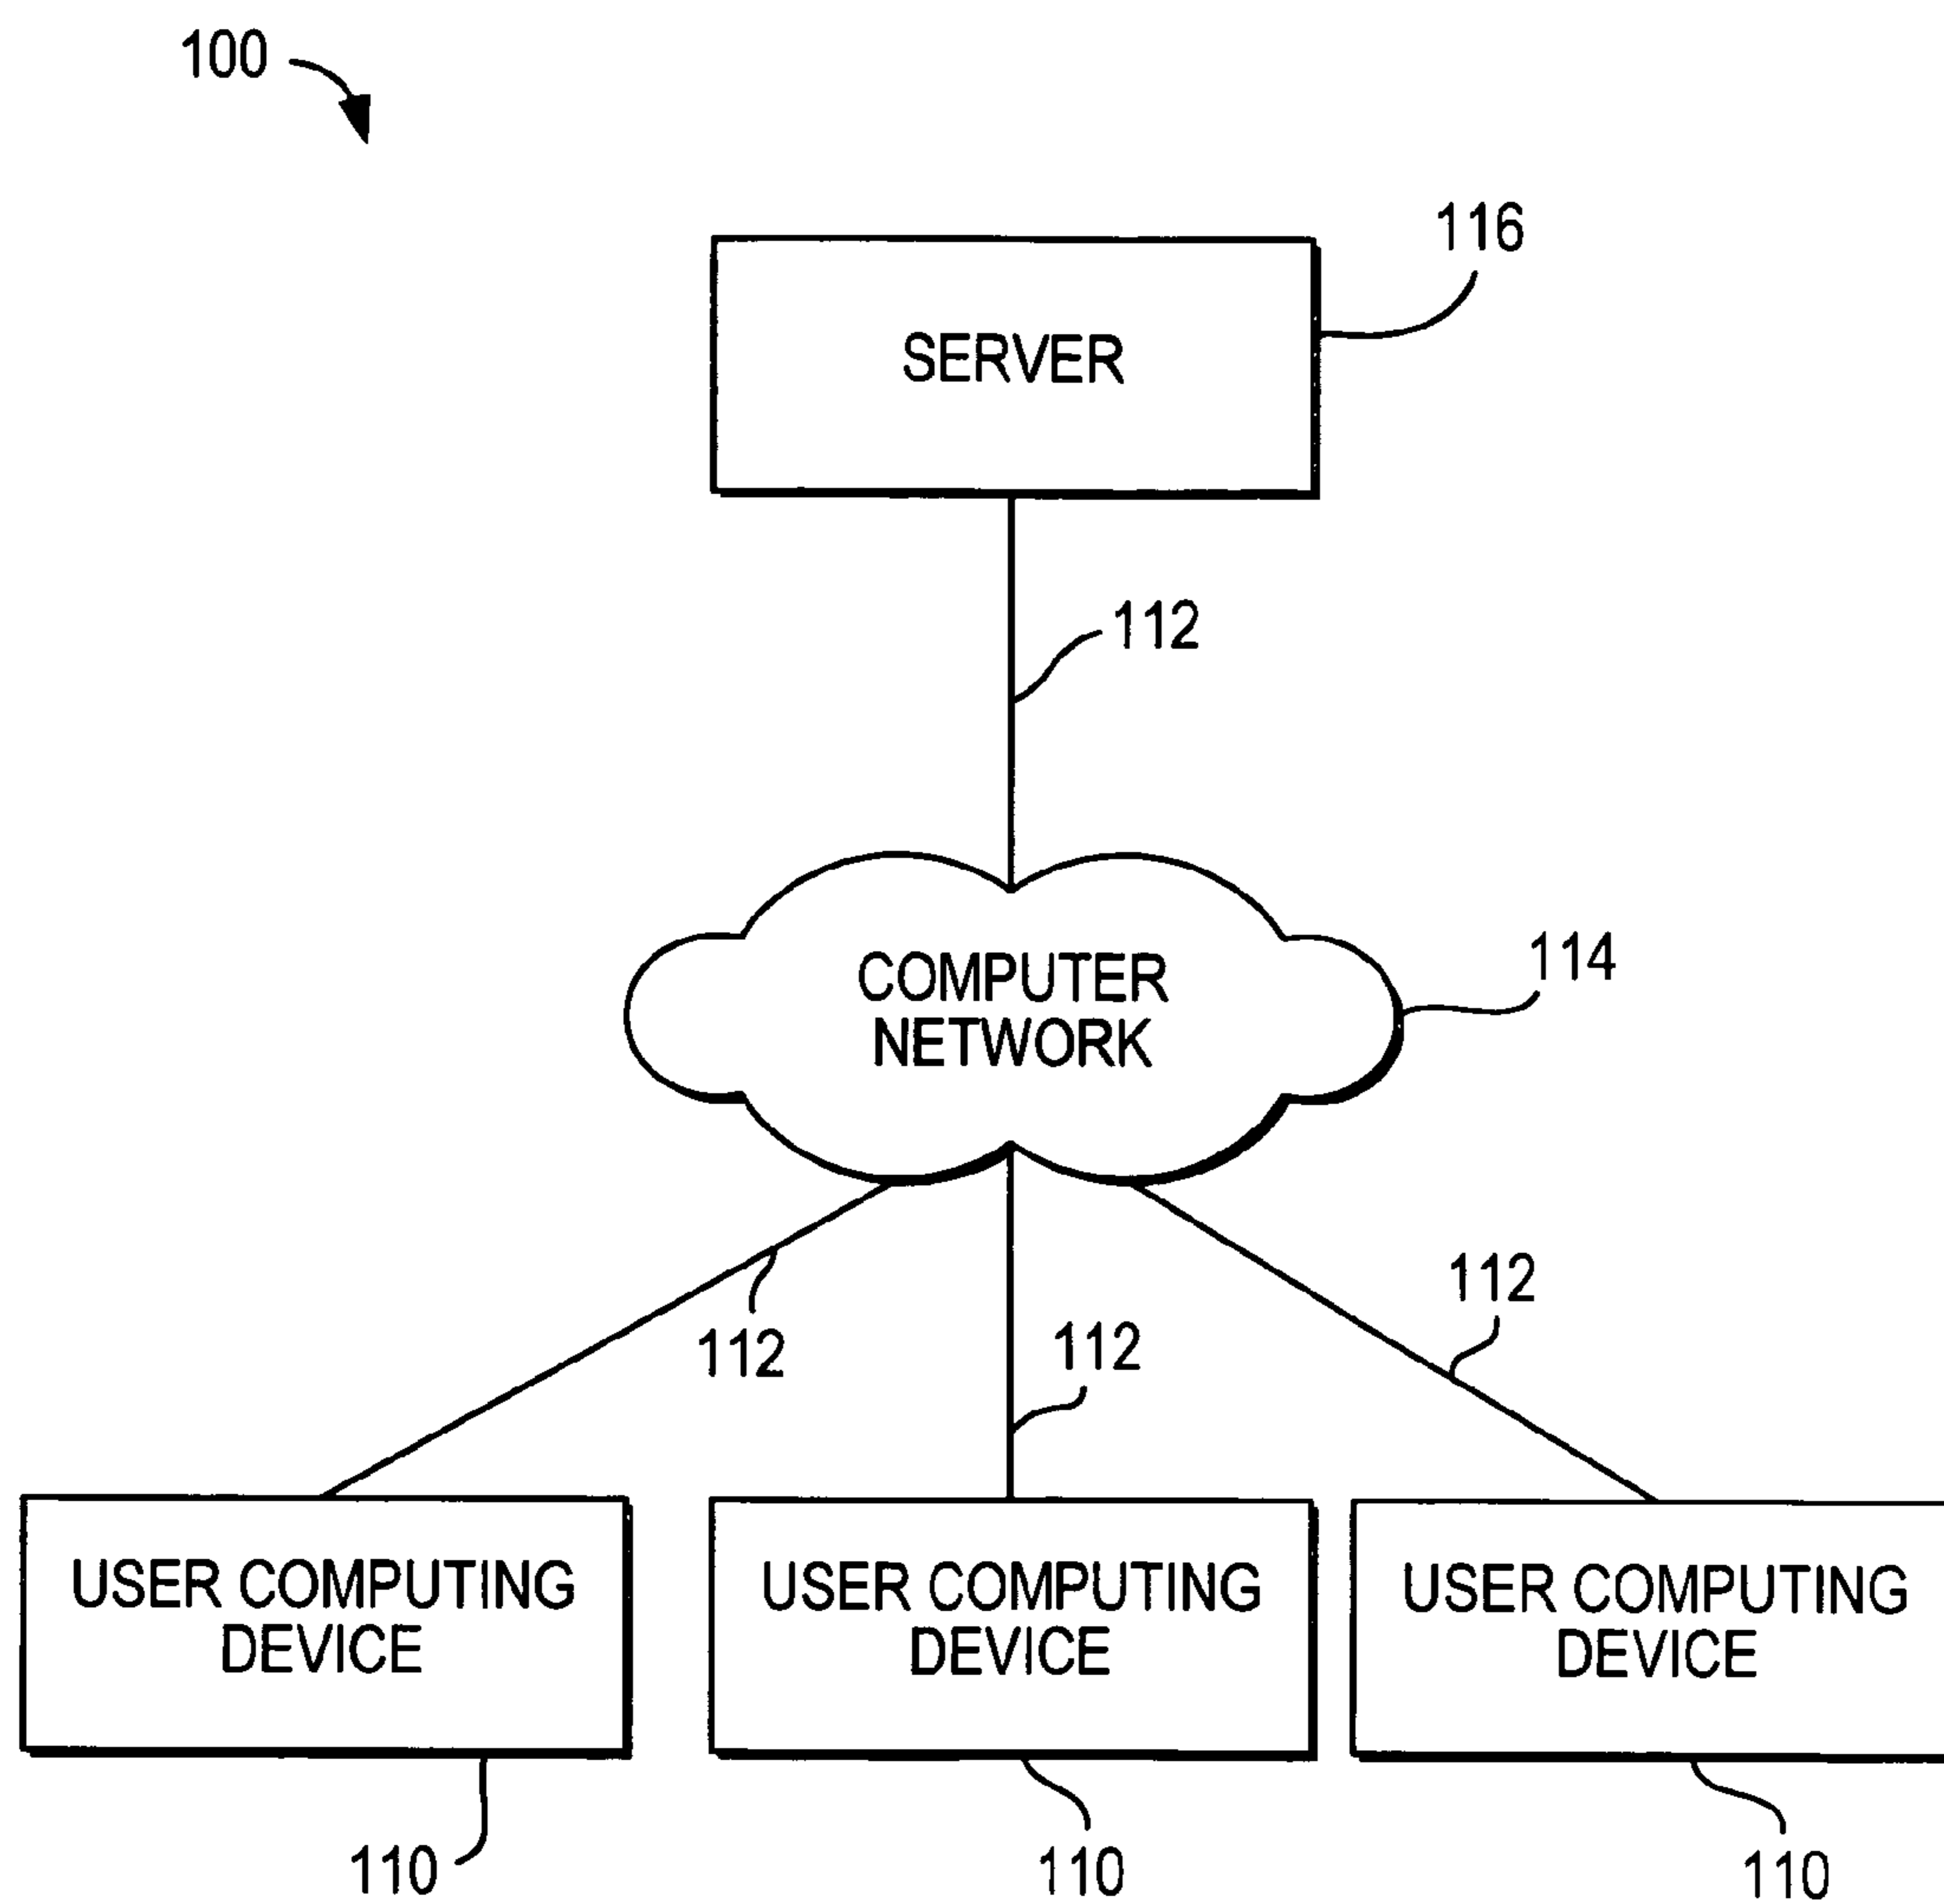 100
116
SERVER
112
COMPUTER
NETWORK
114
112
112
112
USER COMPUTING
DEVICE
USER COMPUTING
DEVICE
USER COMPUTING
DEVICE
110
110
110